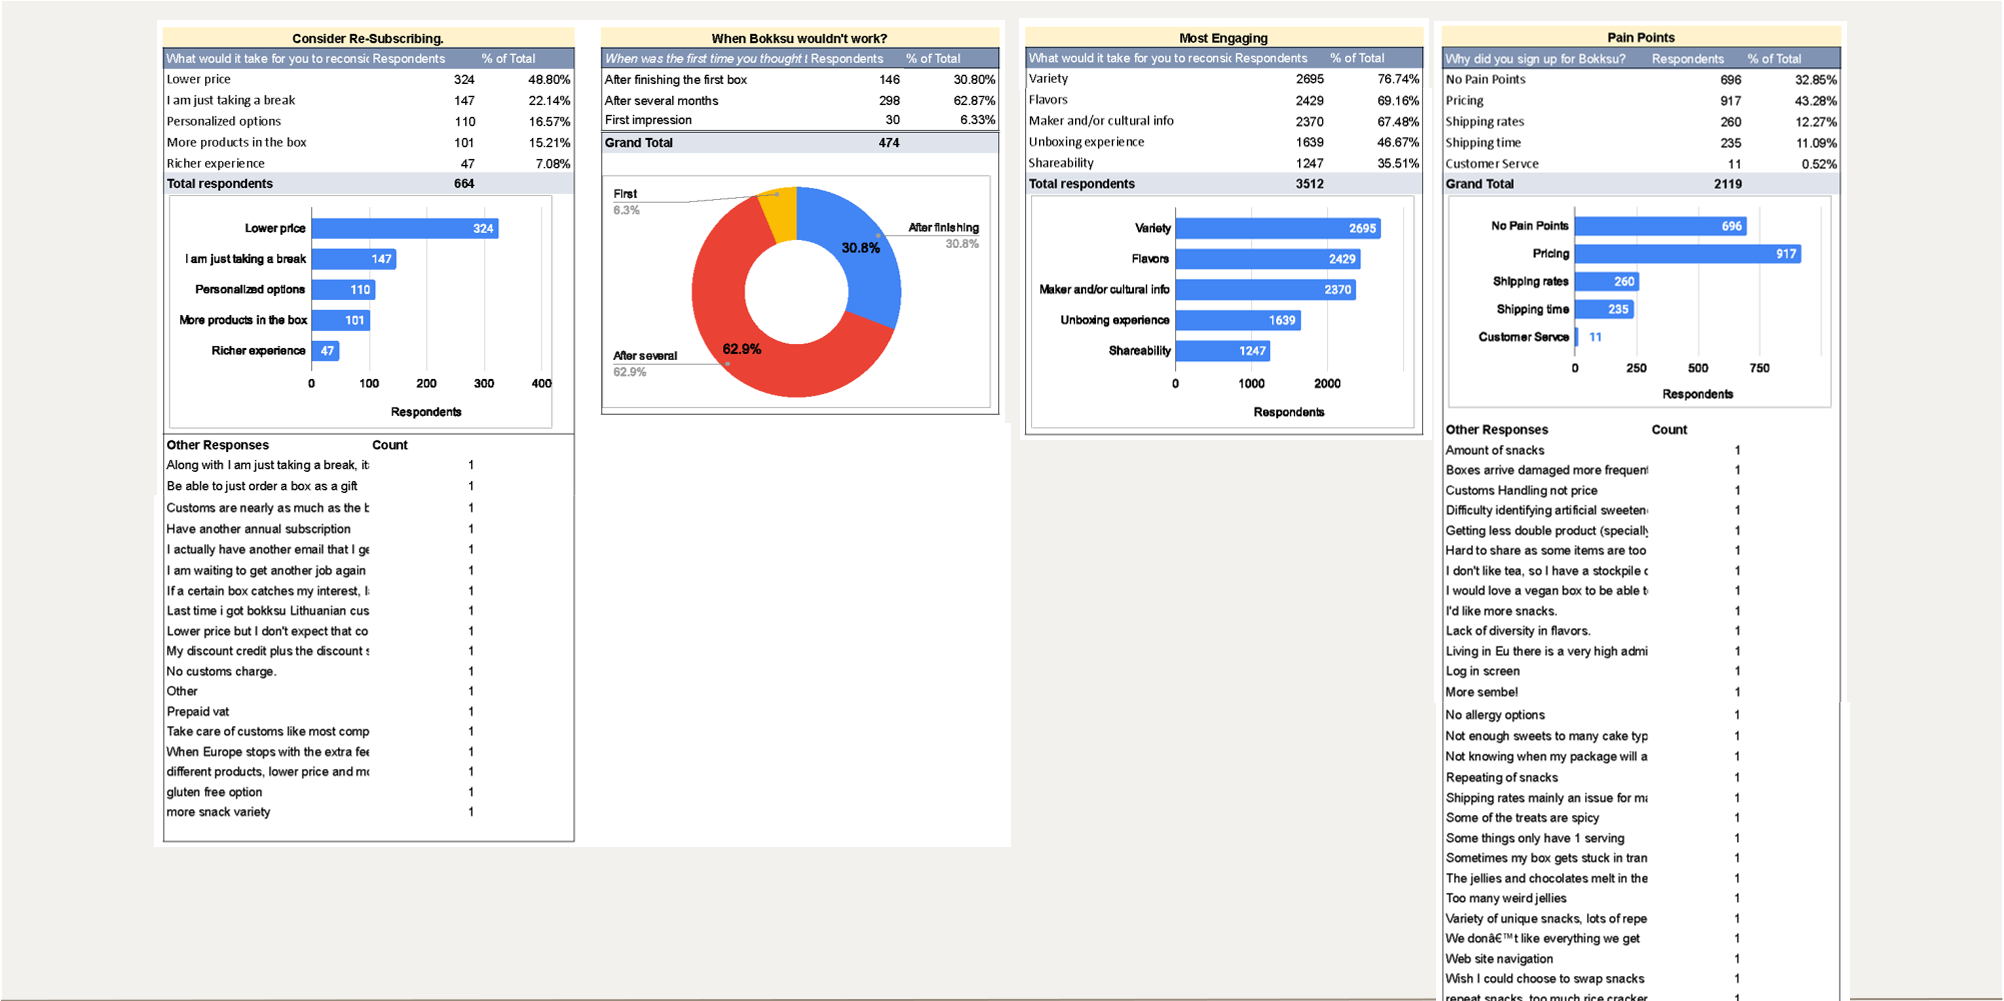 Consider Re-Subscribing.
What would it take for you to reconsic Respondents % of Total
Lower price 324 48.80%
I am just taking a break 147 22.14%
Personalized options 110 16.57%
More products in the box 101 15.21%
Richer experience 47 7.08%
Total respondents 664
Lower price 324
I am just taking a break 147
Personalized options 110
More products in the box 101
Richer experience 47
0 100 200 300 400
Respondents
Other Responses Count
Along with I am just taking a break, it 1
Be able to just order a box as a gift 1
Customs are nearly as much as the b 1
Have another annual subscription 1
I actually have another email that I ge 1
I am waiting to get another job again 1
If a certain box catches my interest, I 1
Last time i got bokksu Lithuanian cus 1
Lower price but I don't expect that co 1
My discount credit plus the discount s 1
No customs charge. 1
Other 1
Prepaid vat 1
Take care of customs like most comp 1
When Europe stops with the extra fee 1
different products, lower price and mo 1
gluten free option 1
more snack variety 1
When Bokksu wouldn't work?
When was the first time you thought t Respondents % of Total
After finishing the first box 146 30.80%
After several months 298 62.87%
First impression 30 6.33%
Grand Total 474
First
6.3%
After finishing
30.8%
30.8%
After several
62.9%
62.9%
Most Engaging
What would it take for you to reconsic Respondents % of Total
Variety 2695 76.74%
Flavors 2429 69.16%
Maker and/or cultural info 2370 67.48%
Unboxing experience 1639 46.67%
Shareability 1247 35.51%
Total respondents 3512
Variety 2695
Flavors 2429
Maker and/or cultural info 2370
Unboxing experience 1639
Shareability 1247
0 1000 2000
Respondents
Pain Points
Why did you sign up for Bokksu? Respondents % of Total
No Pain Points 696 32.85%
Pricing 917 43.28%
Shipping rates 260 12.27%
Shipping time 235 11.09%
Customer Servce 11 0.52%
Grand Total 2119
No Pain Points 696
Pricing 917
Shipping rates 260
Shipping time 235
Customer Servce 11
0 250 500 750
Respondents
Other Responses Count
Amount of snacks 1
Boxes arrive damaged more frequent 1
Customs Handling not price 1
Difficulty identifying artificial sweeten 1
Getting less double product (specially 1
Hard to share as some items are too 1
I don't like tea, so I have a stockpile o 1
I would love a vegan box to be able t 1
I'd like more snacks. 1
Lack of diversity in flavors. 1
Living in Eu there is a very high admi 1
Log in screen 1
More sembe! 1
No allergy options 1
Not enough sweets to many cake typ 1
Not knowing when my package will a 1
Repeating of snacks 1
Shipping rates mainly an issue for ma 1
Some of the treats are spicy 1
Some things only have 1 serving 1
Sometimes my box gets stuck in tran 1
The jellies and chocolates melt in the 1
Too many weird jellies 1
Variety of unique snacks, lots of repe 1
We donâ€™t like everything we get 1
Web site navigation 1
Wish I could choose to swap snacks 1
repeat snacks, too much rice cracker 1